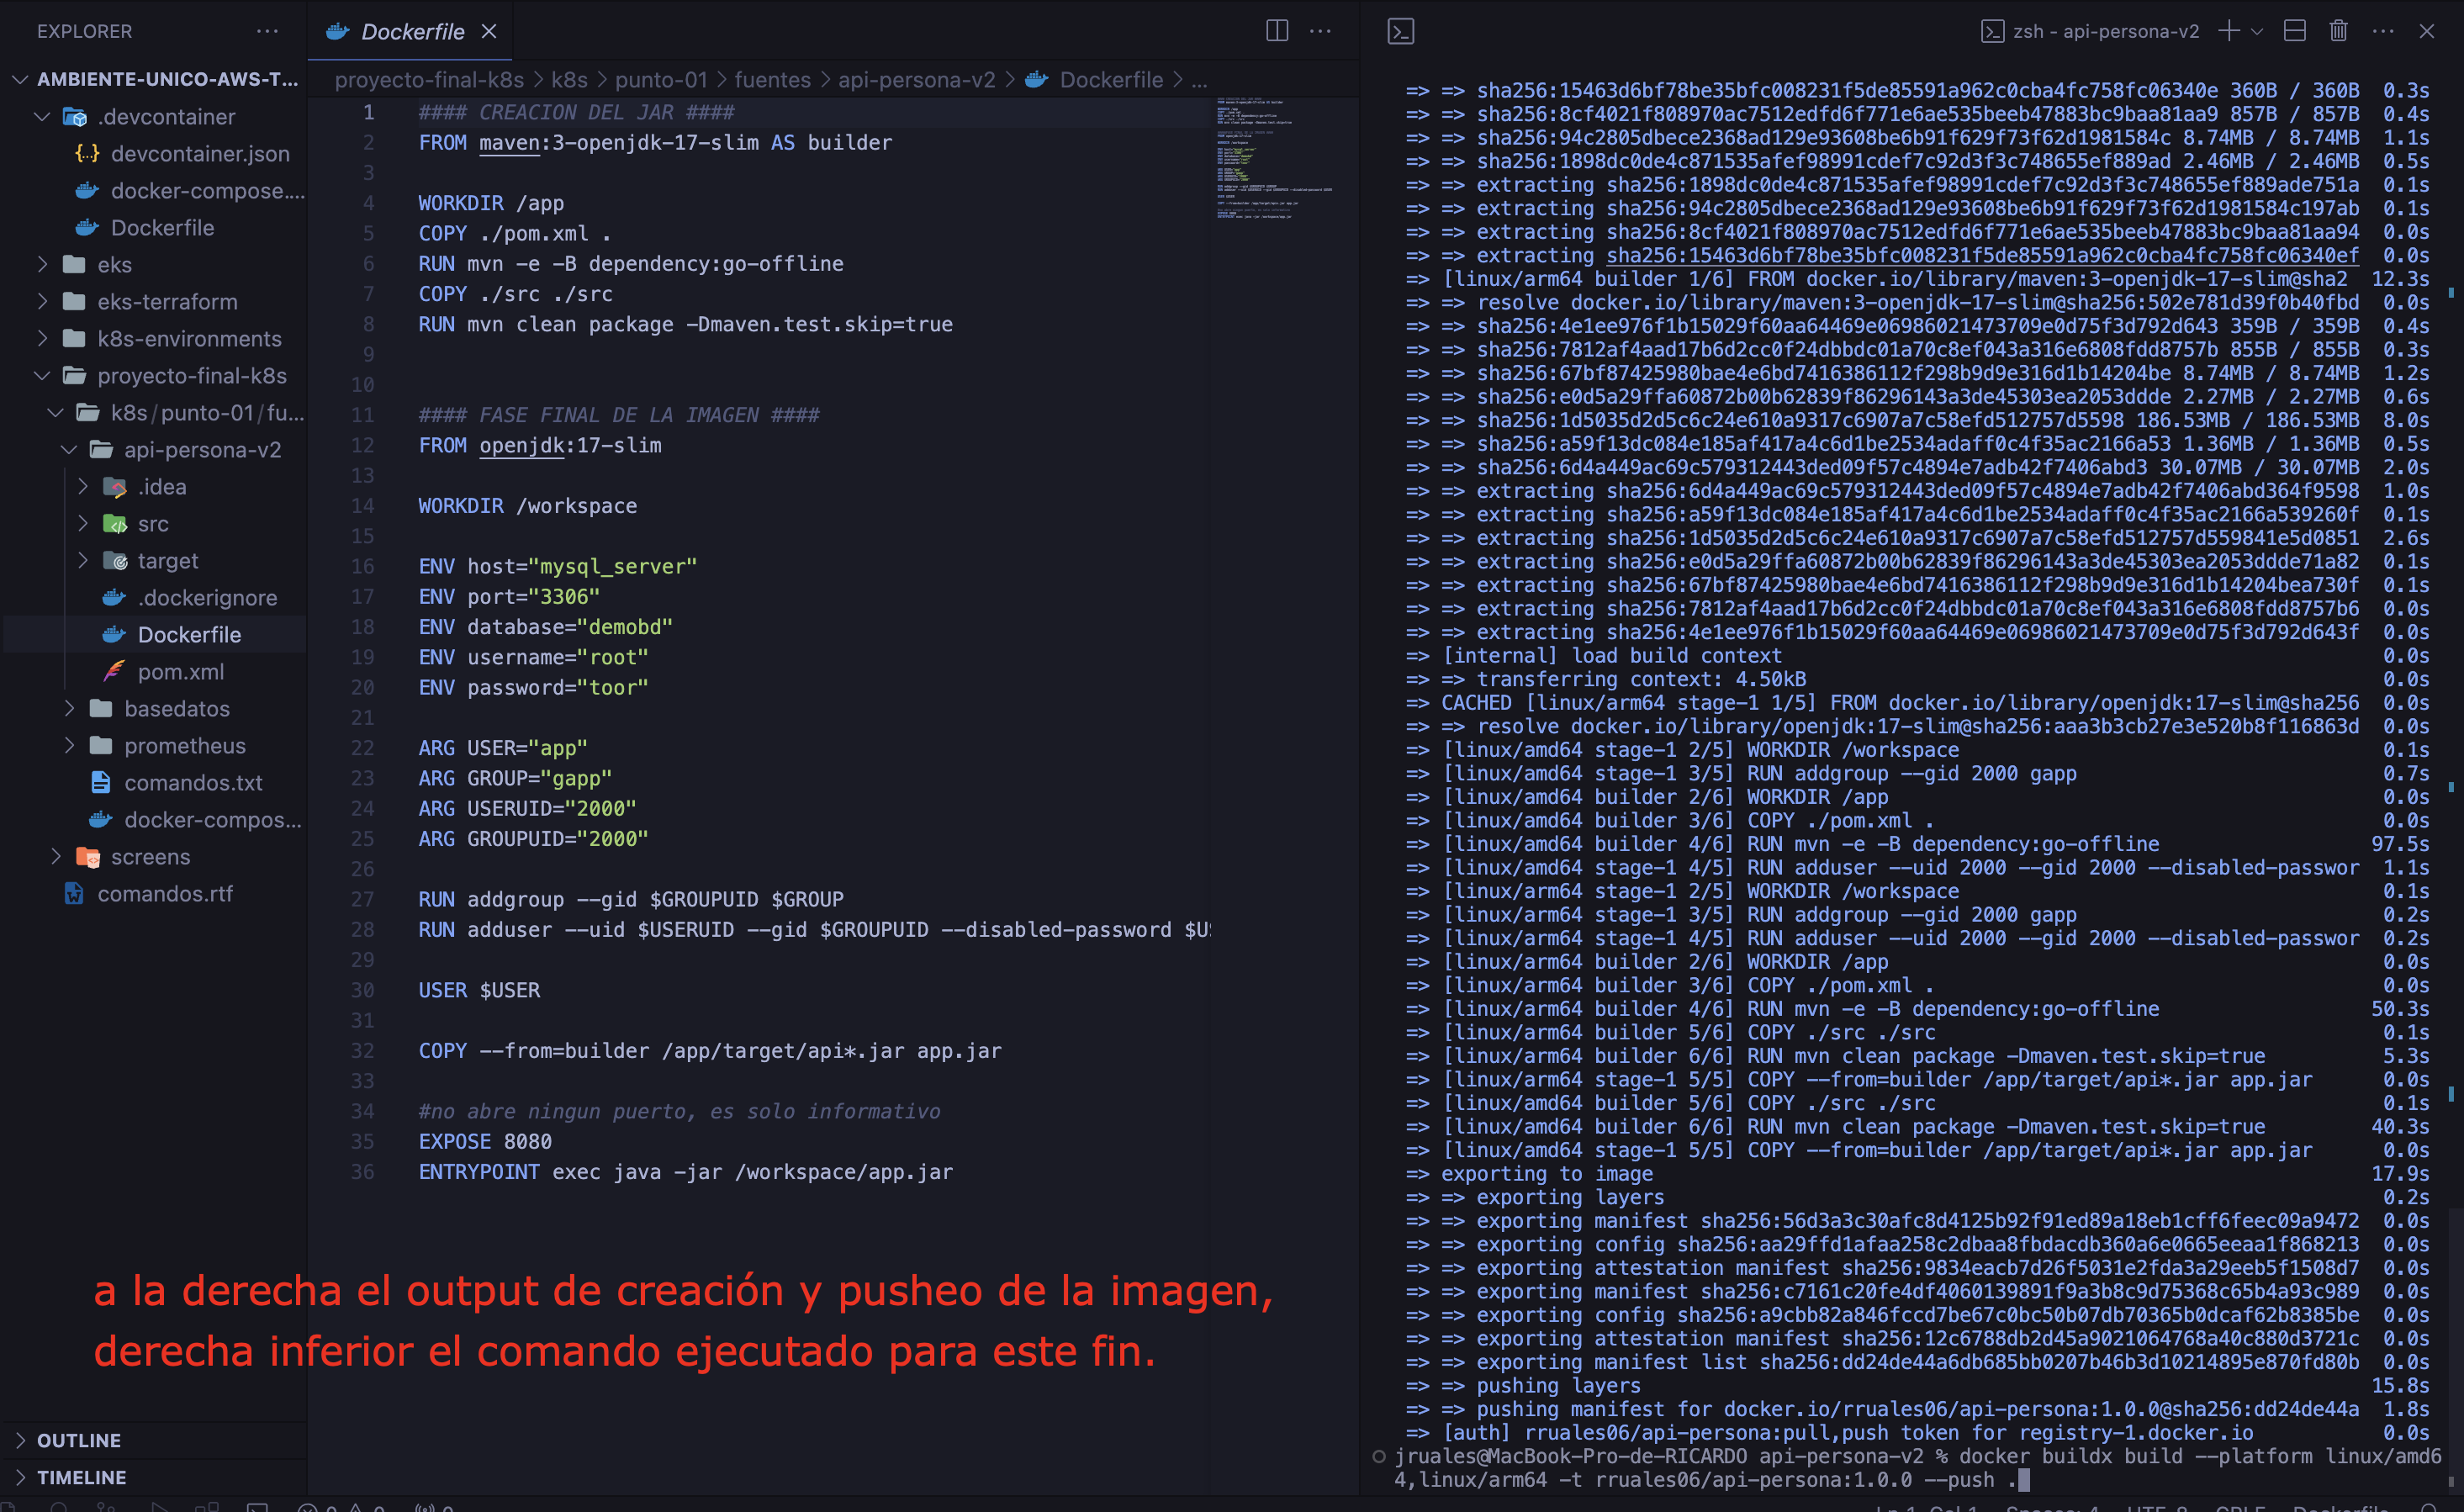 EXPLORER
AMBIENTE-UNICO-AWS-T...
.devcontainer
devcontainer.json
docker-compose....
Dockerfile
eks
eks-terraform
k8s-environments
proyecto-final-k8s
k8s/punto-01/fu...
api-persona-v2
.idea
src
target
.dockerignore
Dockerfile
pom.xml
basedatos
prometheus
comandos.txt
docker-compos...
screens
comandos.rtf
OUTLINE
TIMELINE
Dockerfile
proyecto-final-k8s > k8s > punto-01 > fuentes > api-persona-v2 > Dockerfile > ...
1 #### CREACION DEL JAR ####
2 FROM maven:3-openjdk-17-slim AS builder
3
4 WORKDIR /app
5 COPY ./pom.xml .
6 RUN mvn -e -B dependency:go-offline
7 COPY ./src ./src
8 RUN mvn clean package -Dmaven.test.skip=true
9
10
11 #### FASE FINAL DE LA IMAGEN ####
12 FROM openjdk:17-slim
13
14 WORKDIR /workspace
15
16 ENV host="mysql_server"
17 ENV port="3306"
18 ENV database="demobd"
19 ENV username="root"
20 ENV password="toor"
21
22 ARG USER="app"
23 ARG GROUP="gapp"
24 ARG USERUID="2000"
25 ARG GROUPUID="2000"
26
27 RUN addgroup --gid $GROUPUID $GROUP
28 RUN adduser --uid $USERUID --gid $GROUPUID --disabled-password $U
29
30 USER $USER
31
32 COPY --from=builder /app/target/api*.jar app.jar
33
34 #no abre ningun puerto, es solo informativo
35 EXPOSE 8080
36 ENTRYPOINT exec java -jar /workspace/app.jar
a la derecha el output de creación y pusheo de la imagen,
derecha inferior el comando ejecutado para este fin.
zsh - api-persona-v2
=> => sha256:15463d6bf78be35bfc008231f5de85591a962c0cba4fc758fc06340e 360B / 360B 0.3s
=> => sha256:8cf4021f808970ac7512edfd6f771e6ae535beeb47883bc9baa81aa9 857B / 857B 0.4s
=> => sha256:94c2805dbece2368ad129e93608be6b91f629f73f62d1981584c 8.74MB / 8.74MB 1.1s
=> => sha256:1898dc0de4c871535afef98991cdef7c92d3f3c748655ef889ad 2.46MB / 2.46MB 0.5s
=> => extracting sha256:1898dc0de4c871535afef98991cdef7c92d3f3c748655ef889ade751a 0.1s
=> => extracting sha256:94c2805dbece2368ad129e93608be6b91f629f73f62d1981584c197ab 0.1s
=> => extracting sha256:8cf4021f808970ac7512edfd6f771e6ae535beeb47883bc9baa81aa94 0.0s
=> => extracting sha256:15463d6bf78be35bfc008231f5de85591a962c0cba4fc758fc06340ef 0.0s
=> [linux/arm64 builder 1/6] FROM docker.io/library/maven:3-openjdk-17-slim@sha2 12.3s
=> => resolve docker.io/library/maven:3-openjdk-17-slim@sha256:502e781d39f0b40fbd 0.0s
=> => sha256:4e1ee976f1b15029f60aa64469e06986021473709e0d75f3d792d643 359B / 359B 0.4s
=> => sha256:7812af4aad17b6d2cc0f24dbbdc01a70c8ef043a316e6808fdd8757b 855B / 855B 0.3s
=> => sha256:67bf87425980bae4e6bd7416386112f298b9d9e316d1b14204be 8.74MB / 8.74MB 1.2s
=> => sha256:e0d5a29ffa60872b00b62839f86296143a3de45303ea2053ddde 2.27MB / 2.27MB 0.6s
=> => sha256:1d5035d2d5c6c24e610a9317c6907a7c58efd512757d5598 186.53MB / 186.53MB 8.0s
=> => sha256:a59f13dc084e185af417a4c6d1be2534adaff0c4f35ac2166a53 1.36MB / 1.36MB 0.5s
=> => sha256:6d4a449ac69c579312443ded09f57c4894e7adb42f7406abd3 30.07MB / 30.07MB 2.0s
=> => extracting sha256:6d4a449ac69c579312443ded09f57c4894e7adb42f7406abd364f9598 1.0s
=> => extracting sha256:a59f13dc084e185af417a4c6d1be2534adaff0c4f35ac2166a539260f 0.1s
=> => extracting sha256:1d5035d2d5c6c24e610a9317c6907a7c58efd512757d559841e5d0851 2.6s
=> => extracting sha256:e0d5a29ffa60872b00b62839f86296143a3de45303ea2053ddde71a82 0.1s
=> => extracting sha256:67bf87425980bae4e6bd7416386112f298b9d9e316d1b14204bea730f 0.1s
=> => extracting sha256:7812af4aad17b6d2cc0f24dbbdc01a70c8ef043a316e6808fdd8757b6 0.0s
=> => extracting sha256:4e1ee976f1b15029f60aa64469e06986021473709e0d75f3d792d643f 0.0s
=> [internal] load build context 0.0s
=> => transferring context: 4.50kB 0.0s
=> CACHED [linux/arm64 stage-1 1/5] FROM docker.io/library/openjdk:17-slim@sha256 0.0s
=> => resolve docker.io/library/openjdk:17-slim@sha256:aaa3b3cb27e3e520b8f116863d 0.0s
=> [linux/amd64 stage-1 2/5] WORKDIR /workspace 0.1s
=> [linux/amd64 stage-1 3/5] RUN addgroup --gid 2000 gapp 0.7s
=> [linux/amd64 builder 2/6] WORKDIR /app 0.0s
=> [linux/amd64 builder 3/6] COPY ./pom.xml . 0.0s
=> [linux/amd64 builder 4/6] RUN mvn -e -B dependency:go-offline 97.5s
=> [linux/amd64 stage-1 4/5] RUN adduser --uid 2000 --gid 2000 --disabled-passwor 1.1s
=> [linux/arm64 stage-1 2/5] WORKDIR /workspace 0.1s
=> [linux/arm64 stage-1 3/5] RUN addgroup --gid 2000 gapp 0.2s
=> [linux/arm64 stage-1 4/5] RUN adduser --uid 2000 --gid 2000 --disabled-passwor 0.2s
=> [linux/arm64 builder 2/6] WORKDIR /app 0.0s
=> [linux/arm64 builder 3/6] COPY ./pom.xml . 0.0s
=> [linux/arm64 builder 4/6] RUN mvn -e -B dependency:go-offline 50.3s
=> [linux/arm64 builder 5/6] COPY ./src ./src 0.1s
=> [linux/arm64 builder 6/6] RUN mvn clean package -Dmaven.test.skip=true 5.3s
=> [linux/arm64 stage-1 5/5] COPY --from=builder /app/target/api*.jar app.jar 0.0s
=> [linux/amd64 builder 5/6] COPY ./src ./src 0.1s
=> [linux/amd64 builder 6/6] RUN mvn clean package -Dmaven.test.skip=true 40.3s
=> [linux/amd64 stage-1 5/5] COPY --from=builder /app/target/api*.jar app.jar 0.0s
=> exporting to image 17.9s
=> => exporting layers 0.2s
=> => exporting manifest sha256:56d3a3c30afc8d4125b92f91ed89a18eb1cff6feec09a9472 0.0s
=> => exporting config sha256:aa29ffd1afaa258c2dbaa8fbdacdb360a6e0665eeaa1f868213 0.0s
=> => exporting attestation manifest sha256:9834eacb7d26f5031e2fda3a29eeb5f1508d7 0.0s
=> => exporting manifest sha256:c7161c20fe4df4060139891f9a3b8c9d75368c65b4a93c989 0.0s
=> => exporting config sha256:a9cbb82a846fccd7be67c0bc50b07db70365b0dcaf62b8385be 0.0s
=> => exporting attestation manifest sha256:12c6788db2d45a9021064768a40c880d3721c 0.0s
=> => exporting manifest list sha256:dd24de44a6db685bb0207b46b3d10214895e870fd80b 0.0s
=> => pushing layers 15.8s
=> => pushing manifest for docker.io/rruales06/api-persona:1.0.0@sha256:dd24de44a 1.8s
=> [auth] rruales06/api-persona:pull,push token for registry-1.docker.io 0.0s
jruales@MacBook-Pro-de-RICARDO api-persona-v2 % docker buildx build --platform linux/amd6
4,linux/arm64 -t rruales06/api-persona:1.0.0 --push .